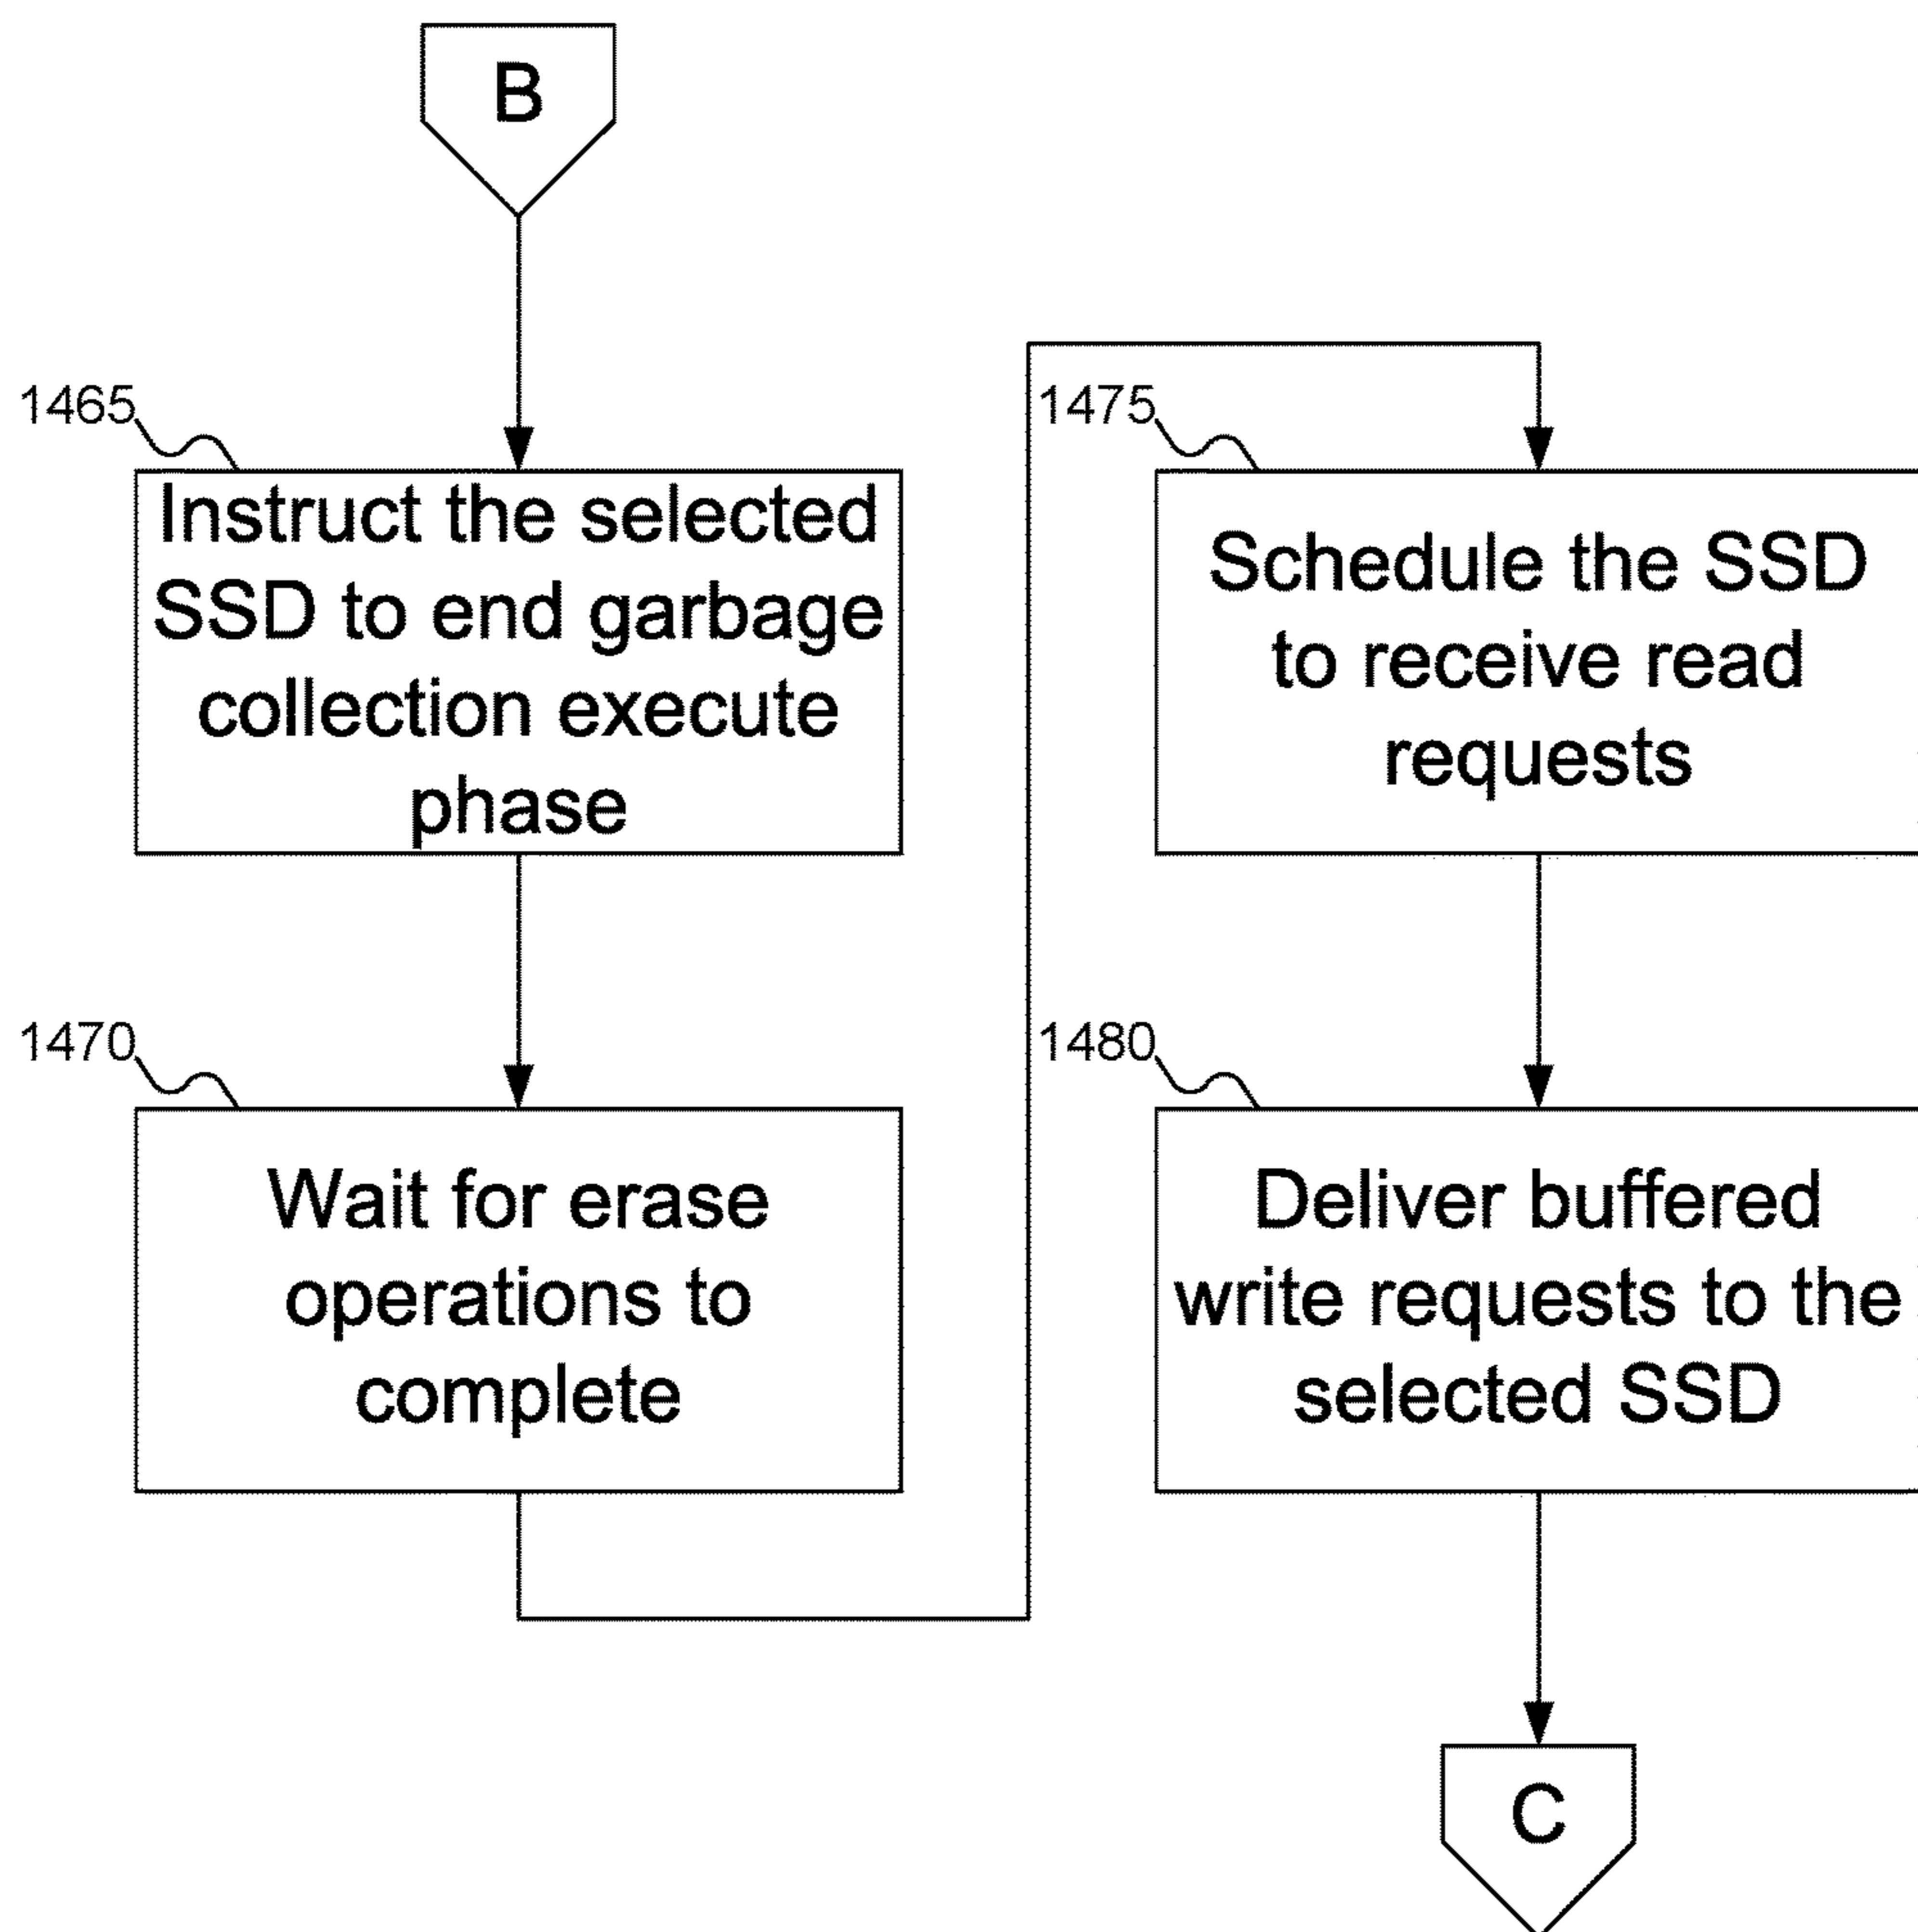 B
1465
Instruct the selected
SSD to end garbage
collection execute
phase
1470
Wait for erase
operations to
complete
1475
Schedule the SSD
to receive read
requests
1480
Deliver buffered
write requests to the
selected SSD
C